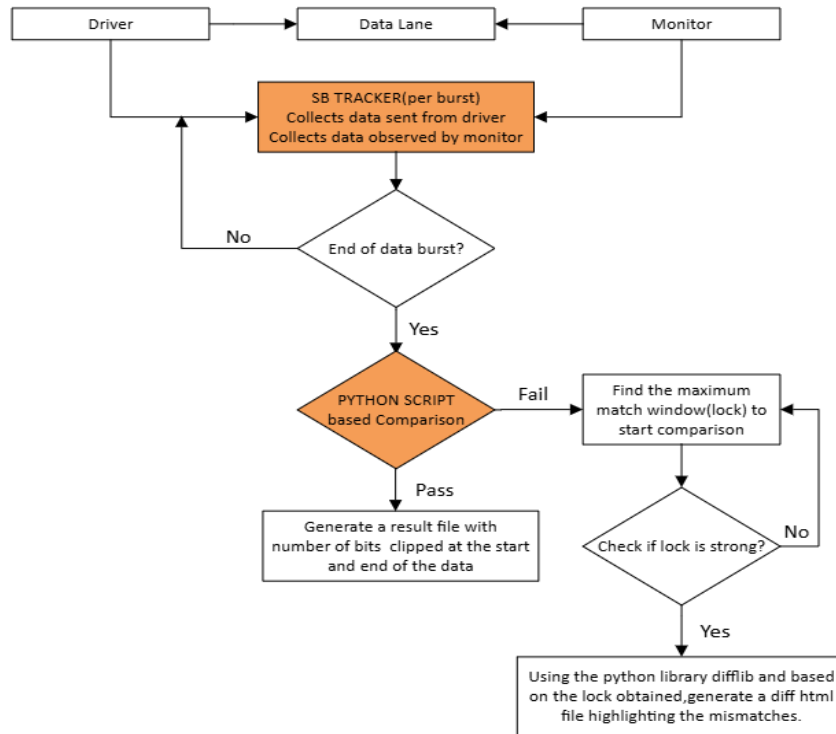 Driver
Data Lane
Monitor
SB TRACKER(per burst)
Collects data sent from driver
Collects data observed by monitor
No
End of data burst?
Yes
PYTHON SCRIPT
based Comparison
Fail
Find the maximum
match window(lock) to
start comparison
Pass
Generate a result file with
number of bits clipped at the start
and end of the data
Check if lock is strong?
No
Yes
Using the python library difflib and based
on the lock obtained,generate a diff html
file highlighting the mismatches.